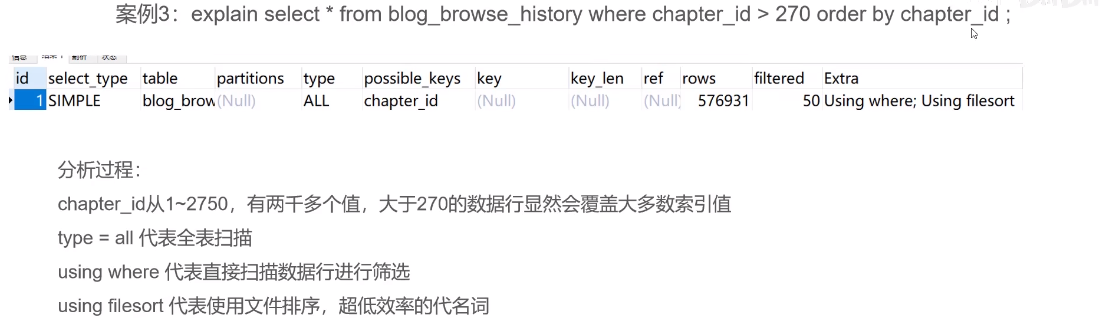 案例3：explain select * from blog_browse_history where chapter_id > 270 order by chapter_id ;
id select_type table partitions type possible_keys key key_len ref rows filtered Extra
1 SIMPLE blog_brow (Null) ALL chapter_id (Null) (Null) (Null) 576931 50 Using where; Using filesort
分析过程：
chapter_id从1~2750，有两千多个值，大于270的数据行显然会覆盖大多数索引值
type = all 代表全表扫描
using where 代表直接扫描数据行进行筛选
using filesort 代表使用文件排序，超低效率的代名词